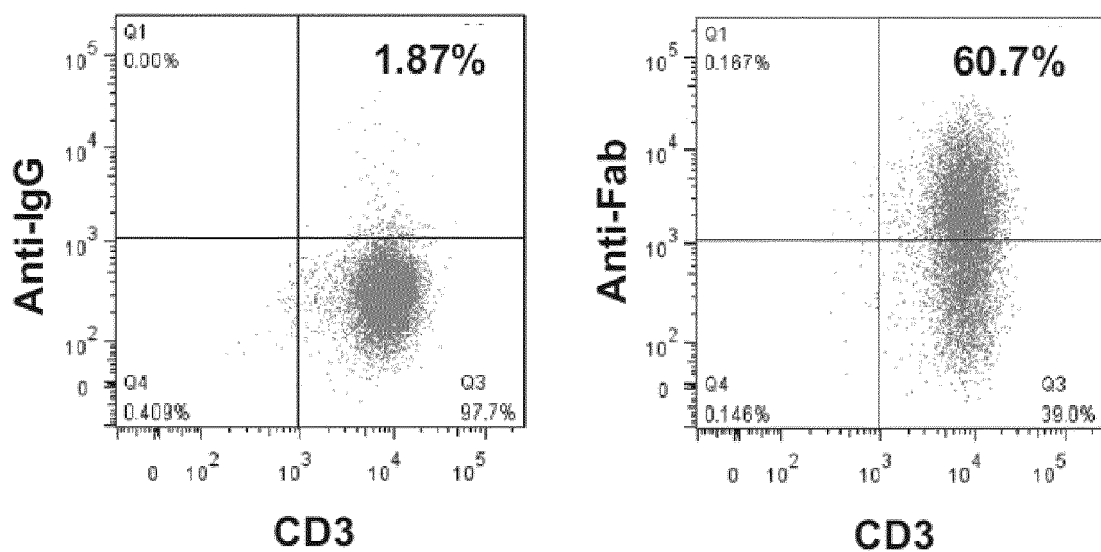 Q1
0.00%
1.87%
10^5
10^4
10^3
10^2
0
Anti-IgG
Q4
0.409%
Q3
97.7%
0 10^2 10^3 10^4 10^5
CD3
Q1
0.167%
60.7%
10^5
10^4
10^3
10^2
0
Anti-Fab
Q4
0.146%
Q3
39.0%
0 10^2 10^3 10^4 10^5
CD3